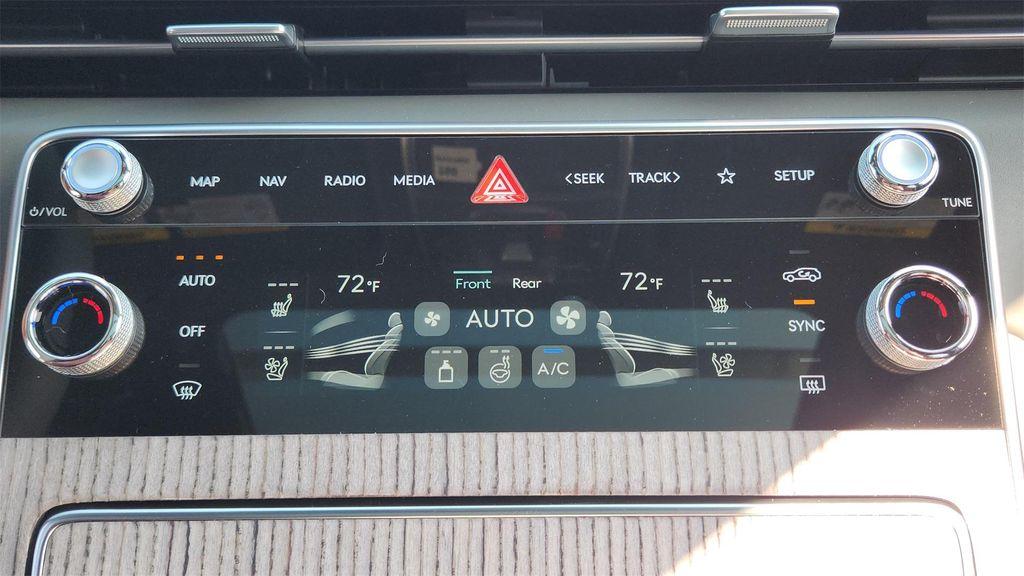 MAP NAV RADIO MEDIA <SEEK TRACK> SETUP
⏻/VOL TUNE
72°F Front Rear 72°F
AUTO
OFF AUTO SYNC
A/C